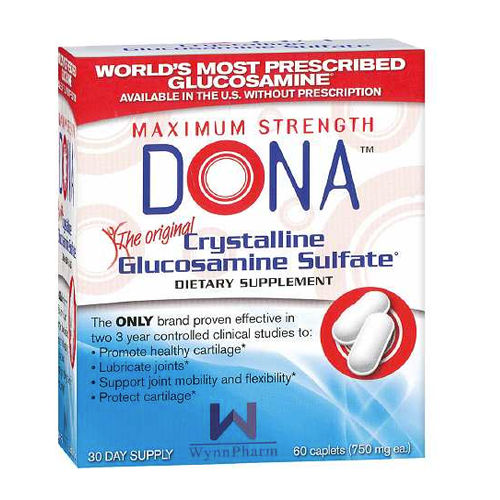 WORLD'S MOST PRESCRIBED
GLUCOSAMINE*
AVAILABLE IN THE U.S. WITHOUT PRESCRIPTION
MAXIMUM STRENGTH
DONA™
The original
Crystalline
Glucosamine Sulfate®
DIETARY SUPPLEMENT
The ONLY brand proven effective in
two 3 year controlled clinical studies to:
• Promote healthy cartilage*
• Lubricate joints*
• Support joint mobility and flexibility*
• Protect cartilage*
W
WynnPharm
30 DAY SUPPLY
60 caplets (750 mg ea.)